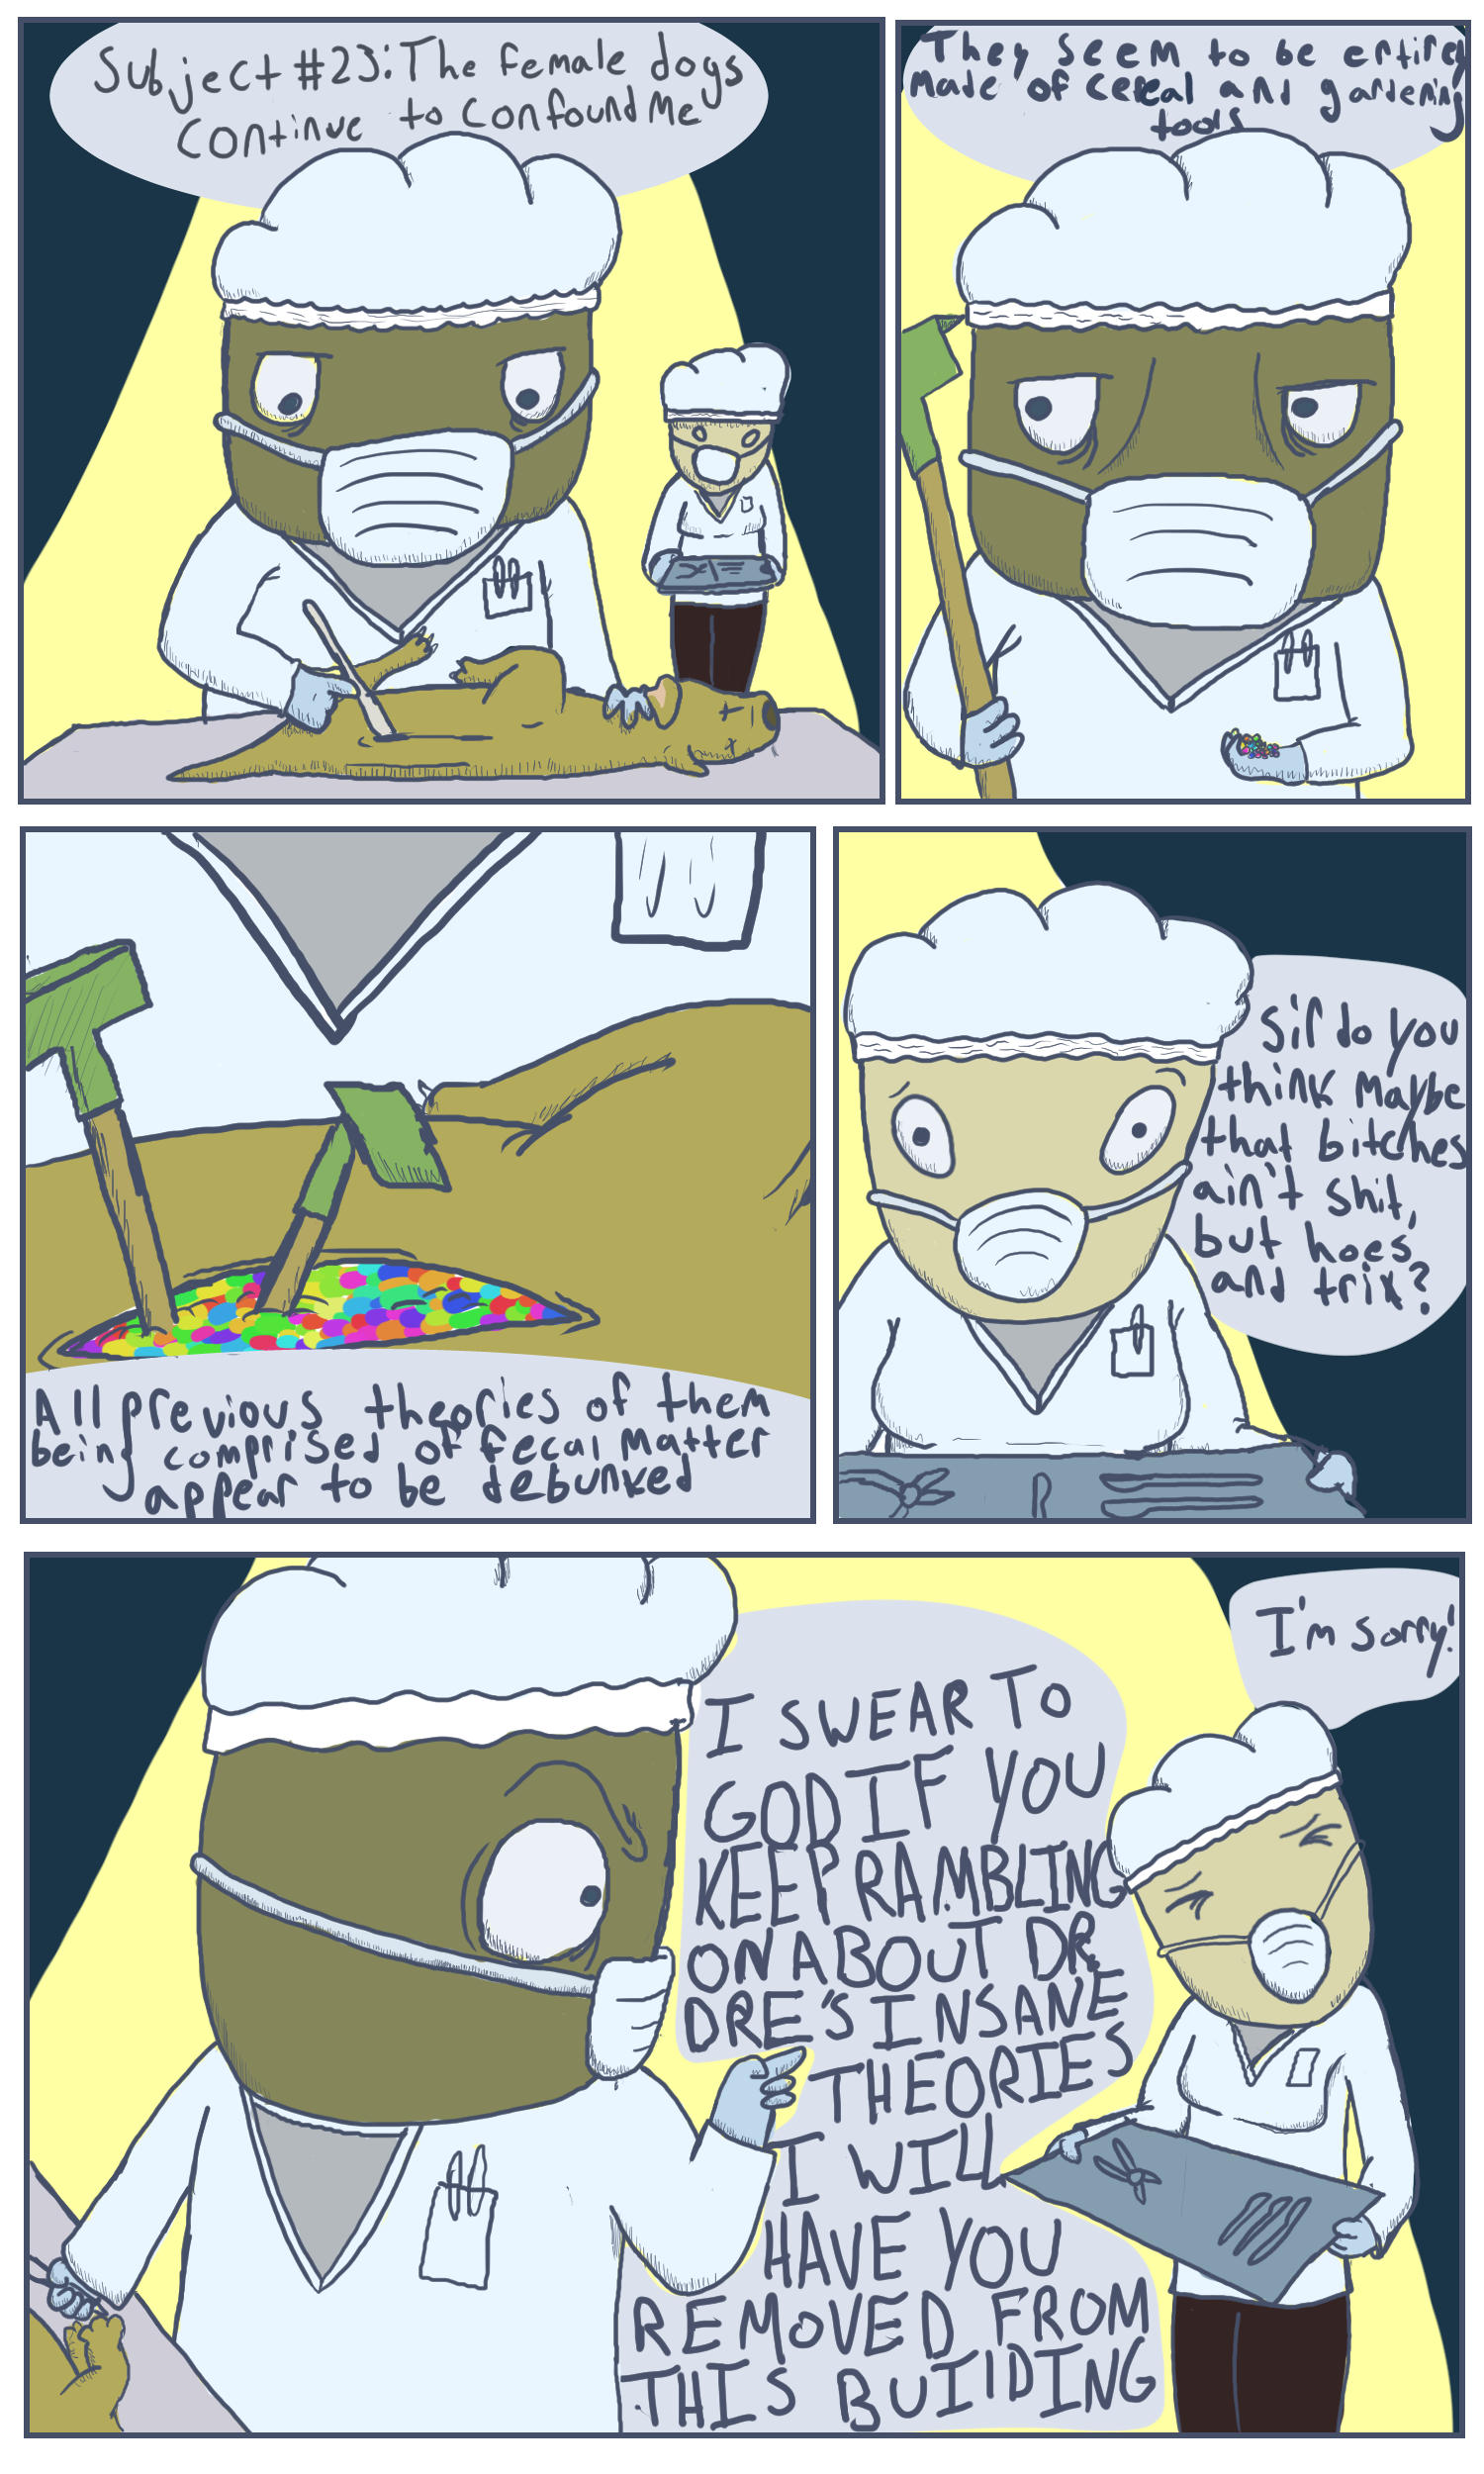 Subject #23: The female dogs
continue to confound me
They seem to be entirely
made of cereal and gardening
tools
All previous theories of them
being comprised of fecal matter
appear to be debunked
Sir do you
think maybe
that bitches
ain't shit,
but hoes'
and trix?
I SWEAR TO
GOD IF YOU
KEEP RAMBLING
ON ABOUT DR.
DRE'S INSANE
THEORIES
I WILL
HAVE YOU
REMOVED FROM
THIS BUILDING
I'm sorry!